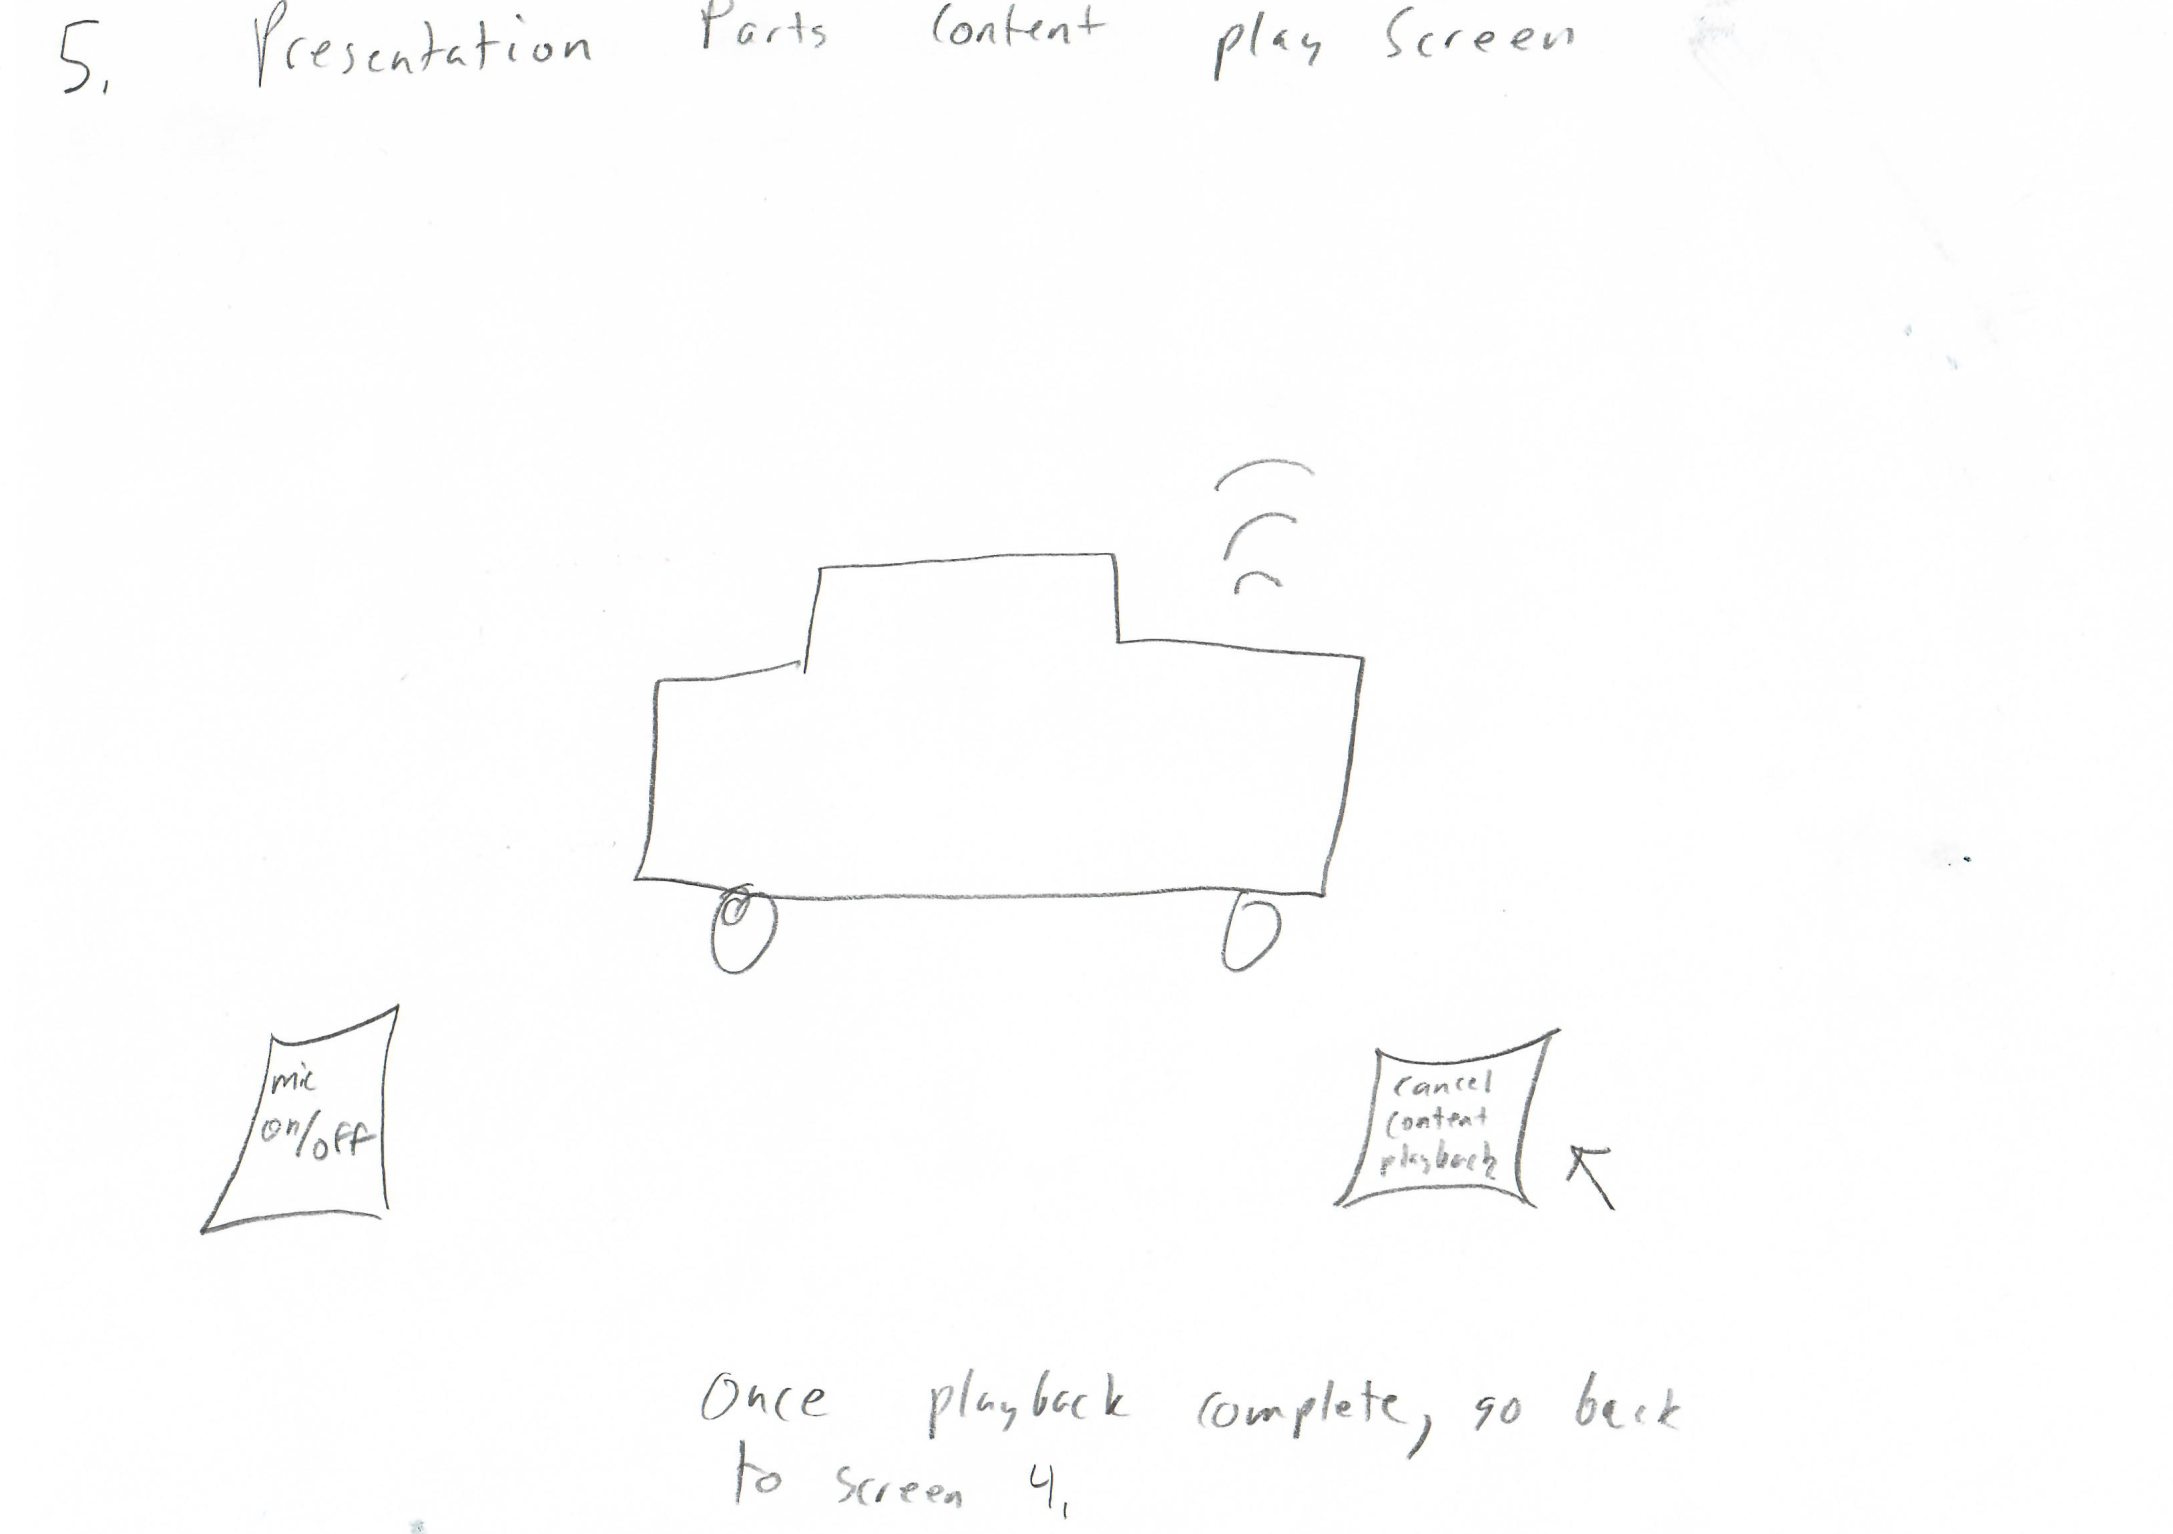 5. Presentation Parts Content play Screen
mic
on/off
cancel
content
playback
Once playback complete, go back
to screen 4.